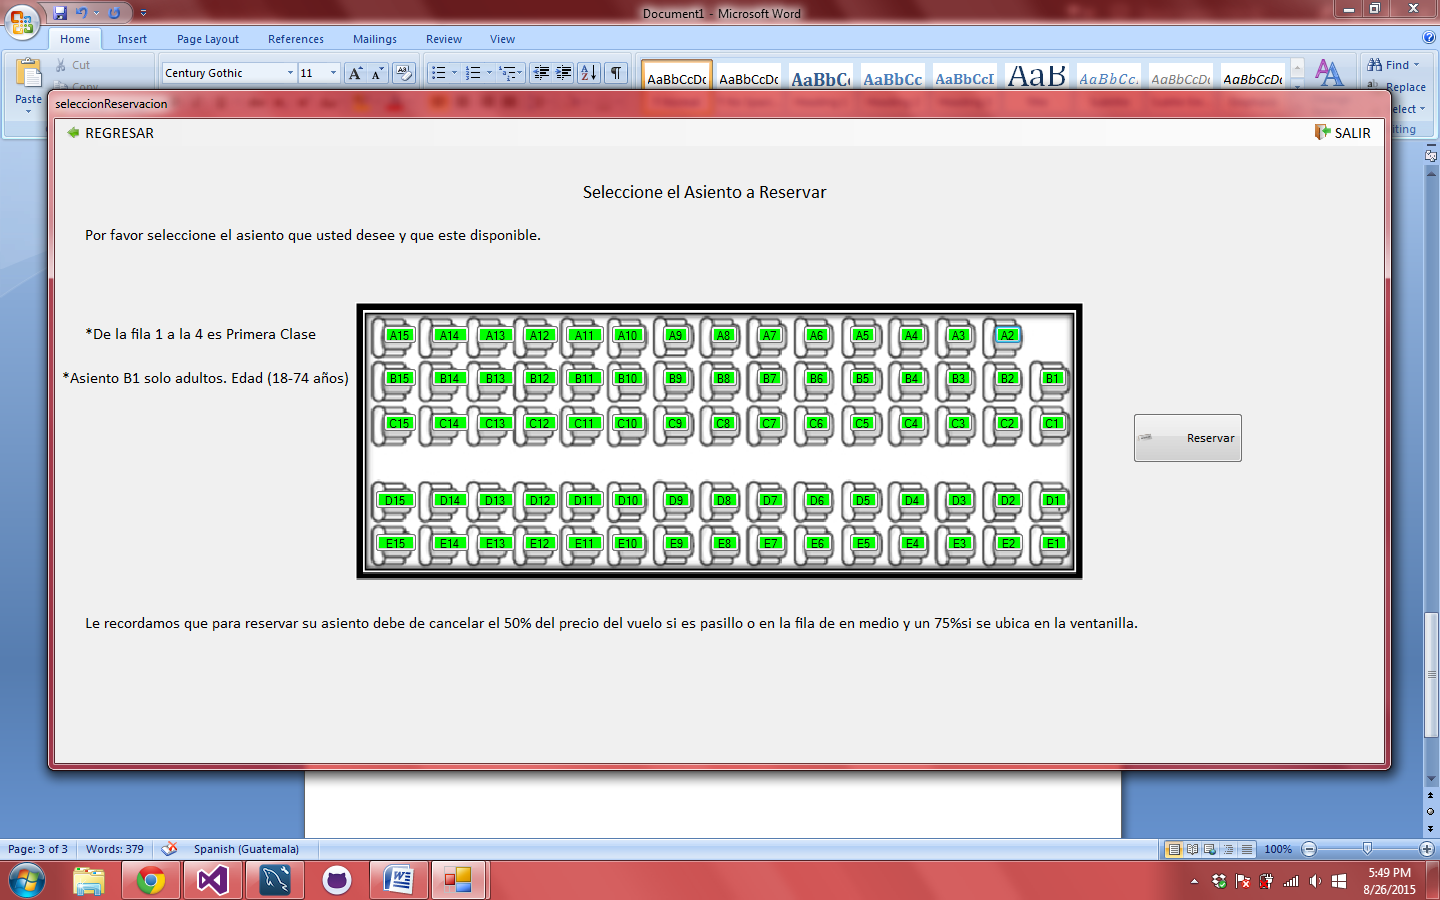 Document1 - Microsoft Word
Home Insert Page Layout References Mailings Review View
Cut
Century Gothic 11
AaBbCcDc AaBbCcDc AaBbC AaBbCc AaBbCcI AaB AaBbCc. AaBbCcDc AaBbCcDc
Find
Copy
Paste
Replace
seleccionReservacion
REGRESAR
SALIR
Seleccione el Asiento a Reservar
Por favor seleccione el asiento que usted desee y que este disponible.
*De la fila 1 a la 4 es Primera Clase
A15 A14 A13 A12 A11 A10 A9 A8 A7 A6 A5 A4 A3 A2
*Asiento B1 solo adultos. Edad (18-74 años)
B15 B14 B13 B12 B11 B10 B9 B8 B7 B6 B5 B4 B3 B2 B1
C15 C14 C13 C12 C11 C10 C9 C8 C7 C6 C5 C4 C3 C2 C1
Reservar
D15 D14 D13 D12 D11 D10 D9 D8 D7 D6 D5 D4 D3 D2 D1
E15 E14 E13 E12 E11 E10 E9 E8 E7 E6 E5 E4 E3 E2 E1
Le recordamos que para reservar su asiento debe de cancelar el 50% del precio del vuelo si es pasillo o en la fila de en medio y un 75%si se ubica en la ventanilla.
Page: 3 of 3 Words: 379 Spanish (Guatemala) 100%
5:49 PM
8/26/2015